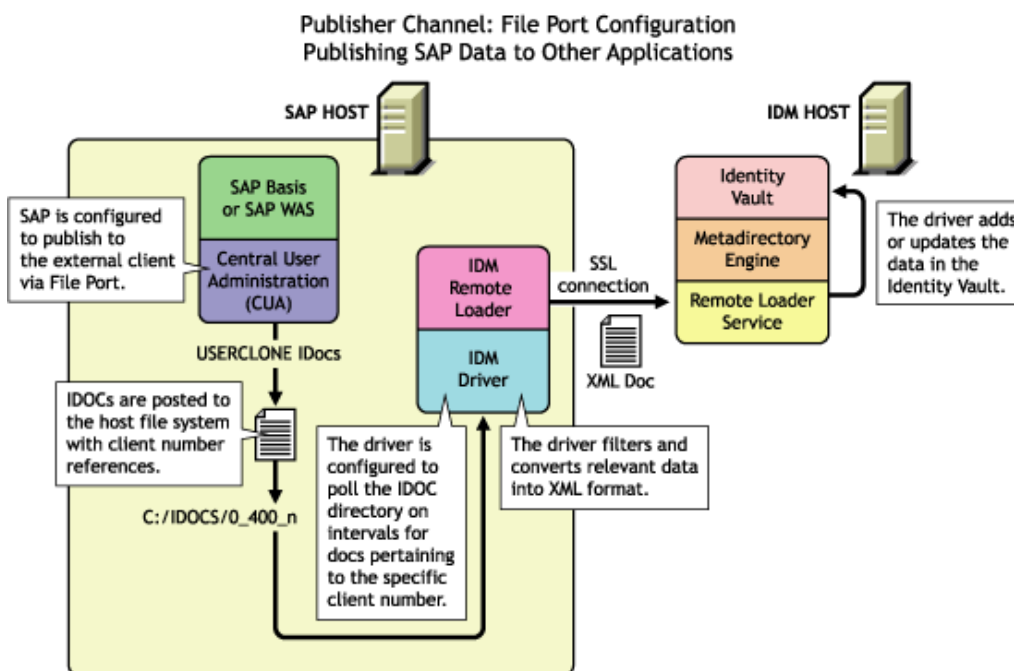 Publisher Channel: File Port Configuration
Publishing SAP Data to Other Applications
SAP HOST
IDM HOST
SAP Basis
or SAP WAS
Central User
Administration
(CUA)
SAP is configured
to publish to
the external client
via File Port.
USERCLONE IDocs
IDOCs are posted to
the host file system
with client number
references.
C:/IDOCS/O_400_n
IDM
Remote
Loader
IDM
Driver
The driver is
configured to
poll the IDOC
directory on
intervals for
docs pertaining
to the specific
client number.
The driver filters and
converts relevant data
into XML format.
SSL
connection
XML Doc
Identity
Vault
Metadirectory
Engine
Remote Loader
Service
The driver adds
or updates the
data in the
Identity Vault.